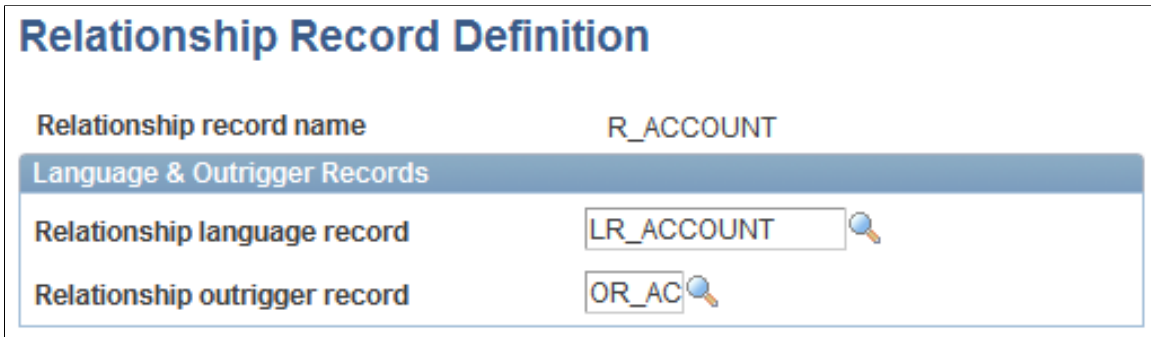 Relationship Record Definition
Relationship record name R_ACCOUNT
Language & Outrigger Records
Relationship language record LR_ACCOUNT
Relationship outrigger record OR_AC